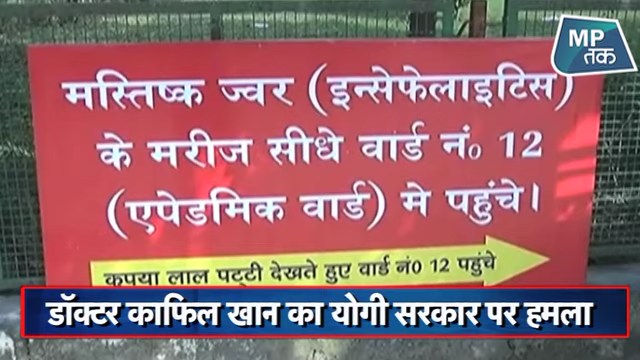 MP
तक
मस्तिष्क ज्वर (इन्सेफेलाइटिस)
के मरीज सीधे वार्ड नं० 12
(एपेडमिक वार्ड) मे पहुंचे।
कृपया लाल पट्टी देखते हुए वार्ड नं0 12 पहुंचे
डॉक्टर काफिल खान का योगी सरकार पर हमला